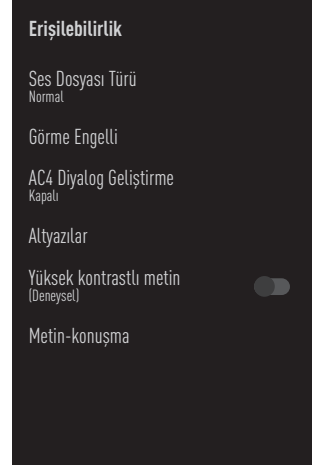 Erişilebilirlik
Ses Dosyası Türü
Normal
Görme Engelli
AC4 Diyalog Geliştirme
Kapalı
Altyazılar
Yüksek kontrastlı metin
(Deneysel)
Metin-konuşma